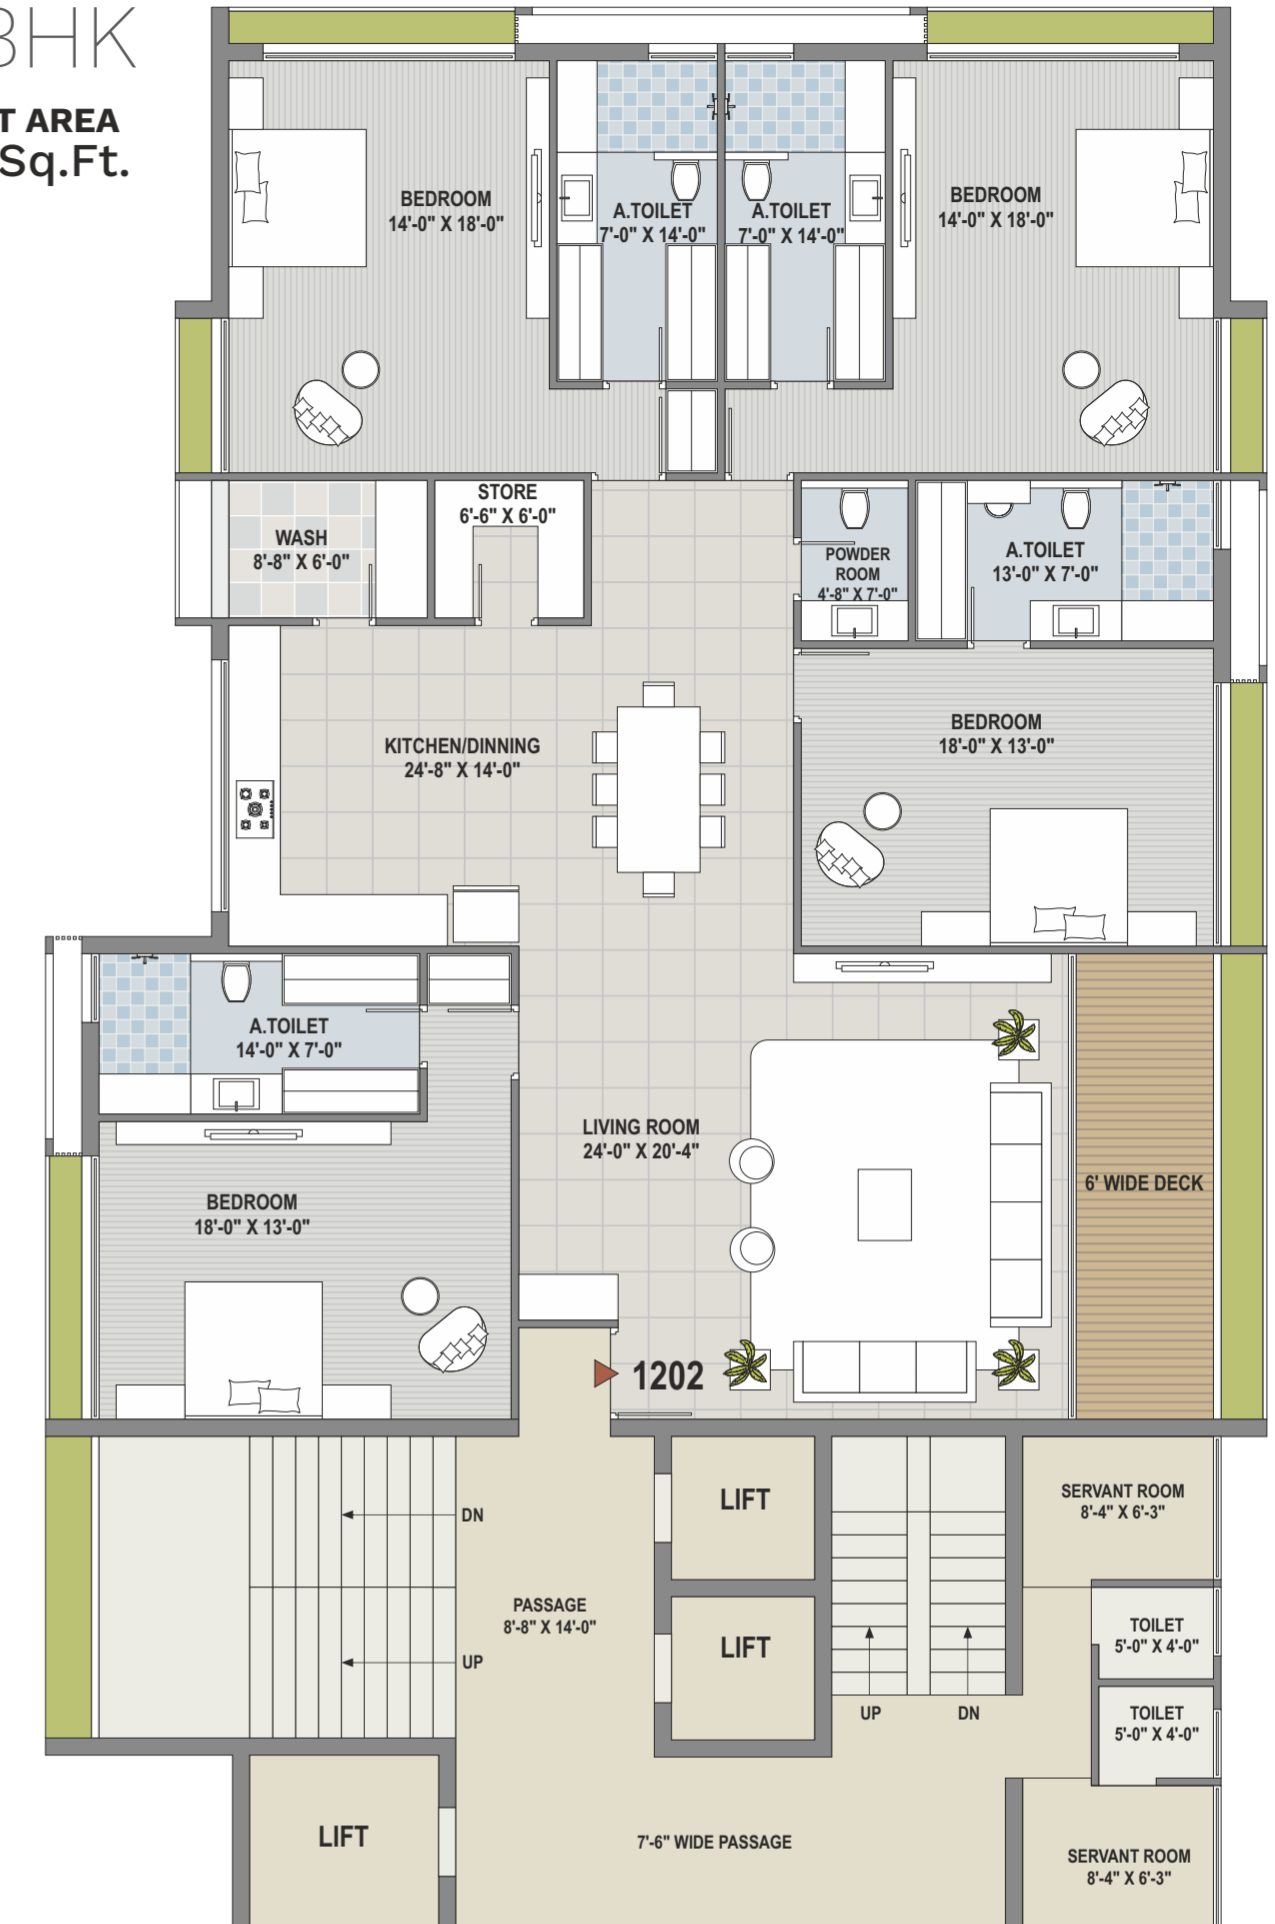 BHK
T AREA
Sq.Ft.
BEDROOM
14'-0" X 18'-0"
A.TOILET
7'-0" X 14'-0"
A.TOILET
7'-0" X 14'-0"
BEDROOM
14'-0" X 18'-0"
WASH
8'-8" X 6'-0"
STORE
6'-6" X 6'-0"
POWDER
ROOM
4'-8" X 7'-0"
A.TOILET
13'-0" X 7'-0"
KITCHEN/DINNING
24'-8" X 14'-0"
BEDROOM
18'-0" X 13'-0"
A.TOILET
14'-0" X 7'-0"
LIVING ROOM
24'-0" X 20'-4"
6' WIDE DECK
BEDROOM
18'-0" X 13'-0"
1202
DN
UP
PASSAGE
8'-8" X 14'-0"
LIFT
LIFT
UP
DN
SERVANT ROOM
8'-4" X 6'-3"
TOILET
5'-0" X 4'-0"
TOILET
5'-0" X 4'-0"
LIFT
7'-6" WIDE PASSAGE
SERVANT ROOM
8'-4" X 6'-3"